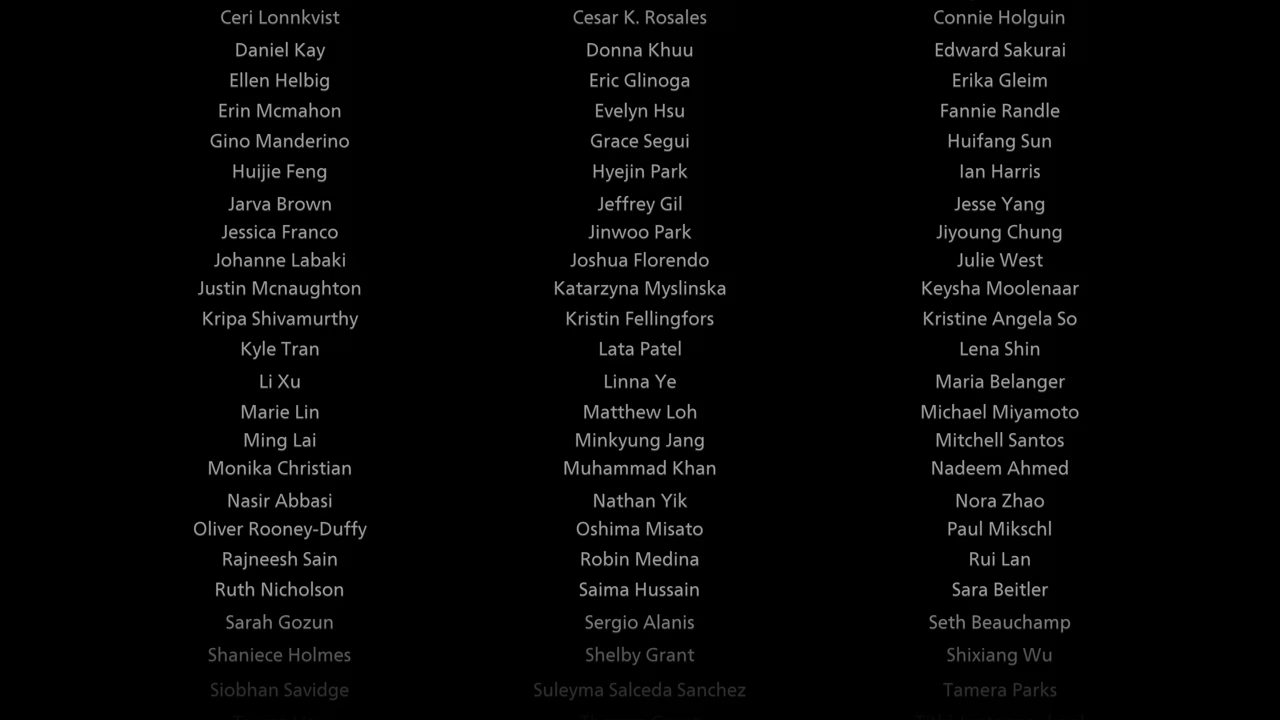 Ceri Lonnkvist Cesar K. Rosales Connie Holguin
Daniel Kay Donna Khuu Edward Sakurai
Ellen Helbig Eric Glinoga Erika Gleim
Erin Mcmahon Evelyn Hsu Fannie Randle
Gino Manderino Grace Segui Huifang Sun
Huijie Feng Hyejin Park Ian Harris
Jarva Brown Jeffrey Gil Jesse Yang
Jessica Franco Jinwoo Park Jiyoung Chung
Johanne Labaki Joshua Florendo Julie West
Justin Mcnaughton Katarzyna Myslinska Keysha Moolenaar
Kripa Shivamurthy Kristin Fellingfors Kristine Angela So
Kyle Tran Lata Patel Lena Shin
Li Xu Linna Ye Maria Belanger
Marie Lin Matthew Loh Michael Miyamoto
Ming Lai Minkyung Jang Mitchell Santos
Monika Christian Muhammad Khan Nadeem Ahmed
Nasir Abbasi Nathan Yik Nora Zhao
Oliver Rooney-Duffy Oshima Misato Paul Mikschl
Rajneesh Sain Robin Medina Rui Lan
Ruth Nicholson Saima Hussain Sara Beitler
Sarah Gozun Sergio Alanis Seth Beauchamp
Shaniece Holmes Shelby Grant Shixiang Wu
Siobhan Savidge Suleyma Salceda Sanchez Tamera Parks